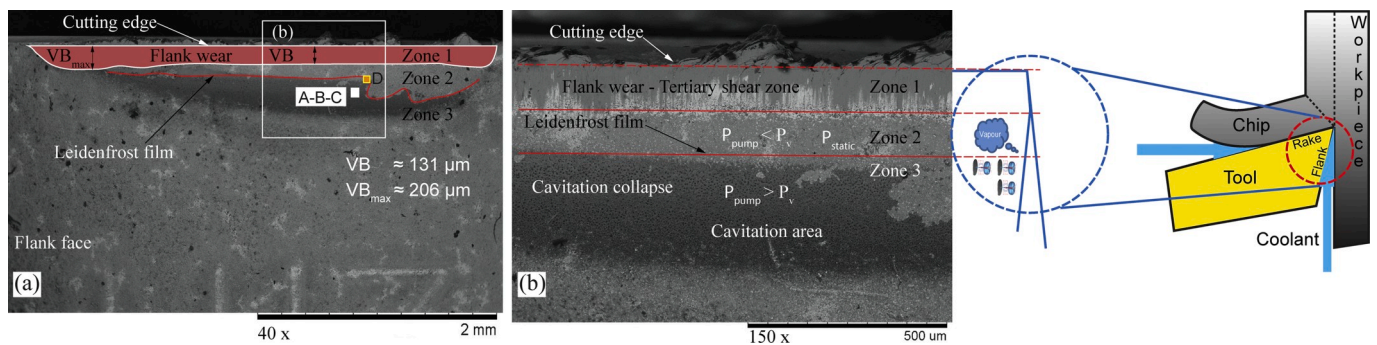 Cutting edge
(b)
VBmax
Flank wear
VB
Zone 1
D
Zone 2
A-B-C
Zone 3
Leidenfrost film
VB ≈ 131 µm
VBmax ≈ 206 µm
Flank face
(a)
40 x
2 mm
Cutting edge
Flank wear - Tertiary shear zone
Zone 1
Leidenfrost film
Ppump < Pv
Pstatic
Zone 2
Zone 3
Cavitation collapse
Ppump > Pv
Cavitation area
(b)
150 x
500 um
Vapour
Workpiece
Chip
Rake
Flank
Tool
Coolant